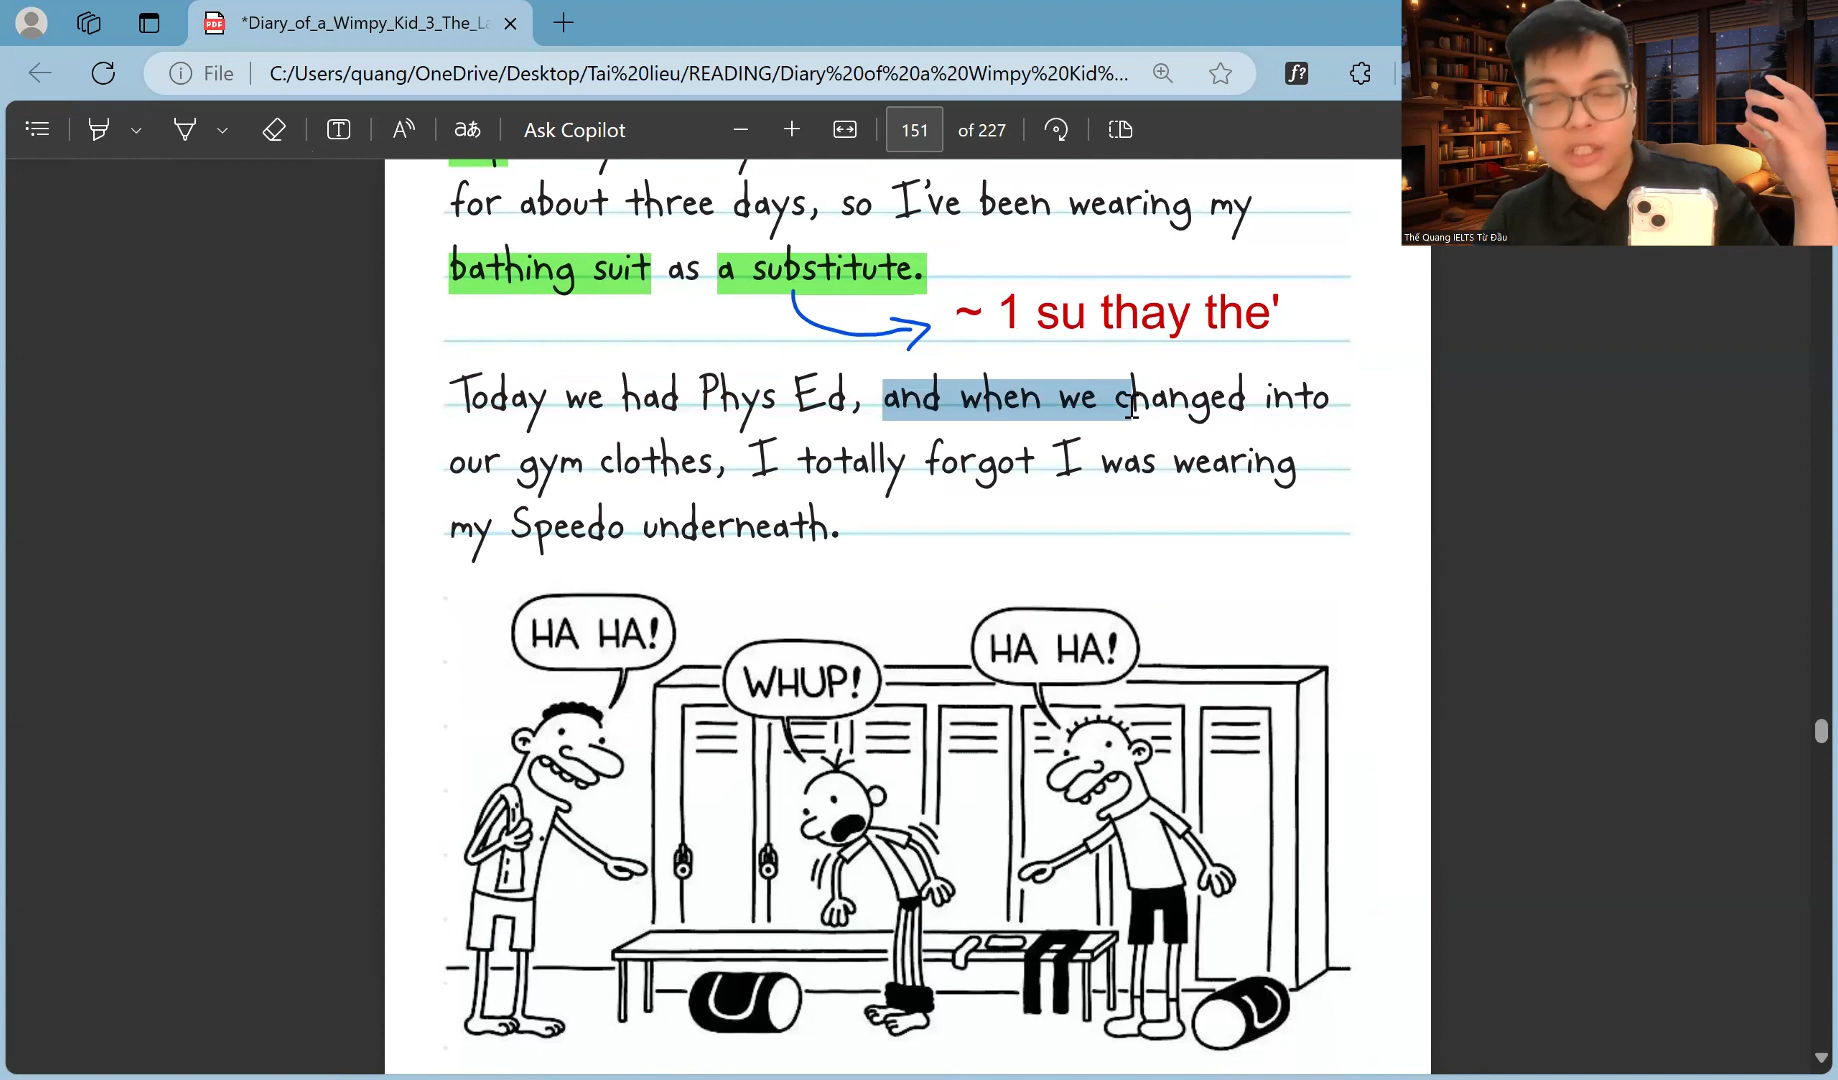 *Diary_of_a_Wimpy_Kid_3_The_La
File
C:/Users/quang/OneDrive/Desktop/Tai%20lieu/READING/Diary%20of%20a%20Wimpy%20Kid%...
Ask Copilot
151 of 227
Thế Quang IELTS Từ Đầu
for about three days, so I've been wearing my
bathing suit as a substitute.
~ 1 su thay the'
Today we had Phys Ed, and when we changed into
our gym clothes, I totally forgot I was wearing
my Speedo underneath.
HA HA!
WHUP!
HA HA!